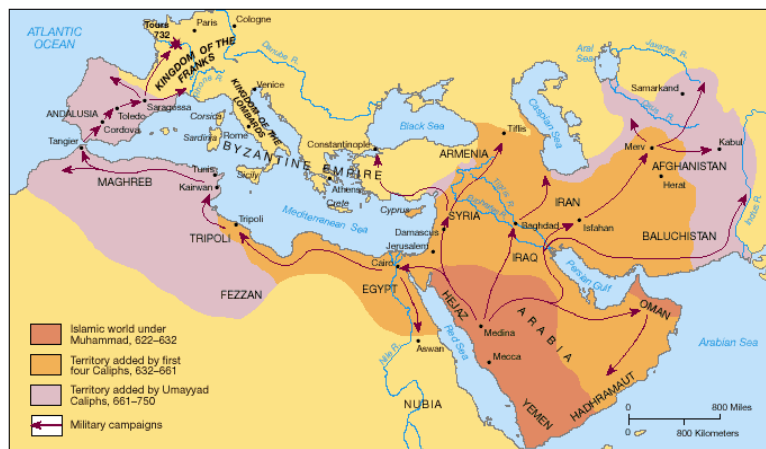 ATLANTIC
OCEAN
Tours
732
Paris
Cologne
KINGDOM OF THE
FRANKS
Danube R.
Rhone R.
Venice
KINGDOM OF THE
LOMBARDS
Corsica
Sardinia
Rome
Sicily
ANDALUSIA
Saragossa
Toledo
Cordova
Tangier
MAGHREB
Tunis
Kairwan
Tripoli
TRIPOLI
FEZZAN
BYZANTINE EMPIRE
Constantinople
Athens
Crete
Cyprus
Mediterranean Sea
Black Sea
Tiflis
ARMENIA
Caspian Sea
Aral
Sea
Jaxartes R.
Oxus R.
Samarkand
Merv
Kabul
AFGHANISTAN
Herat
BALUCHISTAN
Indus R.
IRAN
Isfahan
Tigris R.
Euphrates R.
Baghdad
IRAQ
SYRIA
Damascus
Jerusalem
Cairo
EGYPT
Aswan
Nile R.
NUBIA
Red Sea
HEJAZ
Medina
Mecca
ARABIA
YEMEN
HADHRAMAUT
OMAN
Persian Gulf
Arabian Sea
Islamic world under
Muhammad, 622–632
Territory added by first
four Caliphs, 632–661
Territory added by Umayyad
Caliphs, 661–750
Military campaigns
0 800 Miles
0 800 Kilometers